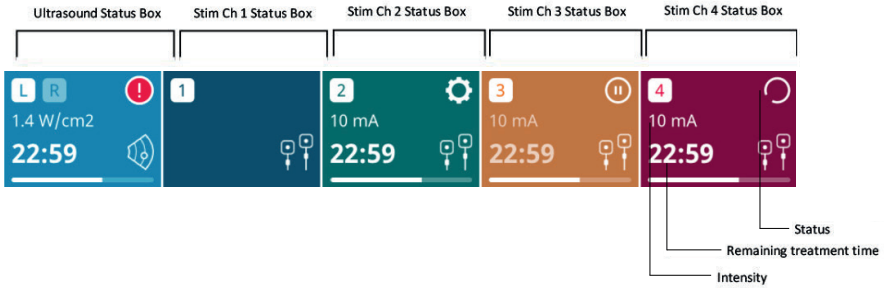 Ultrasound Status Box
Stim Ch 1 Status Box
Stim Ch 2 Status Box
Stim Ch 3 Status Box
Stim Ch 4 Status Box
L R !
1.4 W/cm2
22:59
1
2
10 mA
22:59
3
10 mA
22:59
4
10 mA
22:59
Status
Remaining treatment time
Intensity